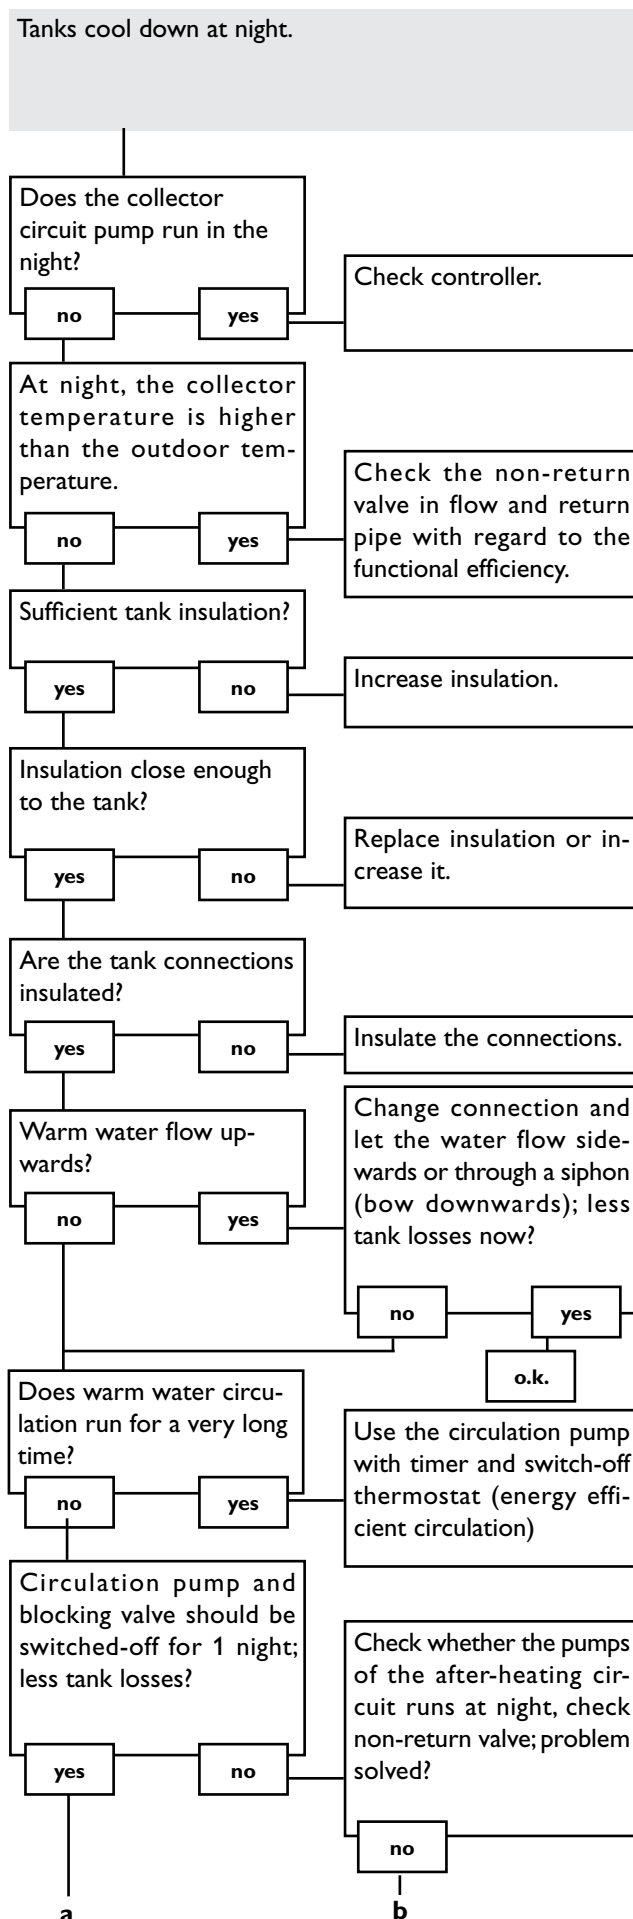 Tanks cool down at night.
Does the collector
circuit pump run in the
night?
no
yes
Check controller.
At night, the collector
temperature is higher
than the outdoor tem-
perature.
no
yes
Check the non-return
valve in flow and return
pipe with regard to the
functional efficiency.
Sufficient tank insulation?
yes
no
Increase insulation.
Insulation close enough
to the tank?
yes
no
Replace insulation or in-
crease it.
Are the tank connections
insulated?
yes
no
Insulate the connections.
Warm water flow up-
wards?
no
yes
Change connection and
let the water flow side-
wards or through a siphon
(bow downwards); less
tank losses now?
no
yes
o.k.
Does warm water circu-
lation run for a very long
time?
no
yes
Use the circulation pump
with timer and switch-off
thermostat (energy effi-
cient circulation)
Circulation pump and
blocking valve should be
switched-off for 1 night;
less tank losses?
yes
no
Check whether the pumps
of the after-heating cir-
cuit runs at night, check
non-return valve; problem
solved?
no
a
b